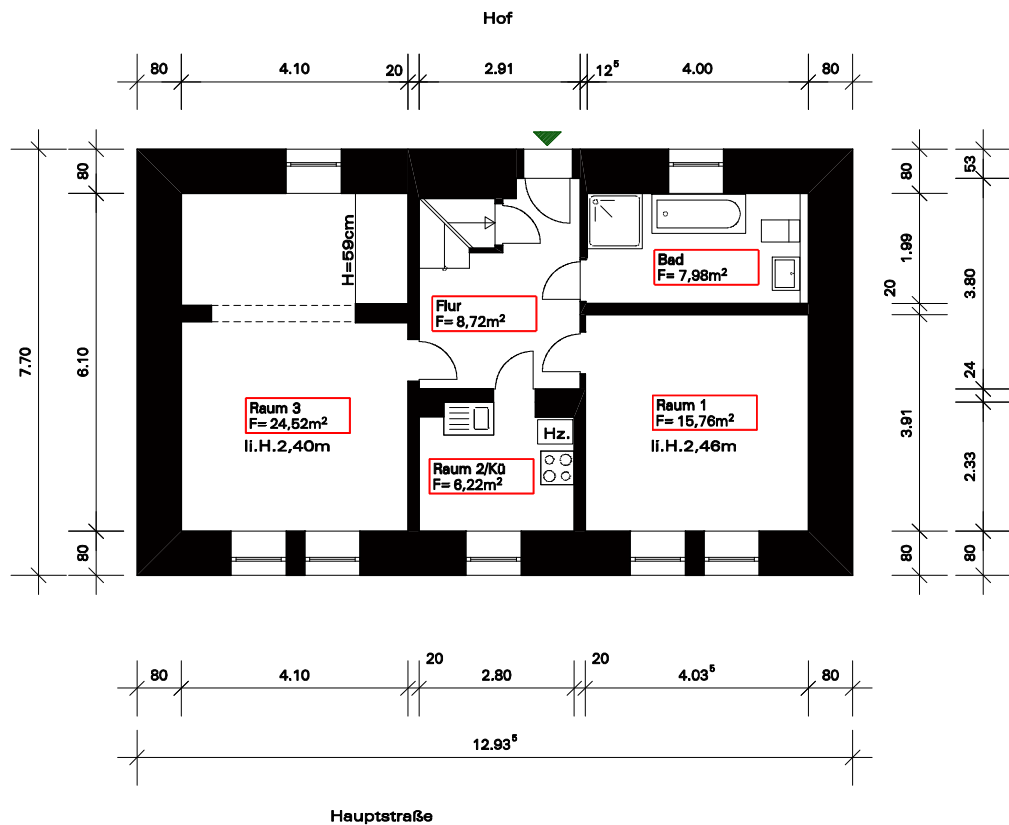 Hof
80 4.10 20 2.91 12⁵ 4.00 80
7.70
80
6.10
80
H=59cm
Bad
F= 7,98m²
Flur
F= 8,72m²
Raum 3
F= 24,52m²
li.H.2,40m
Raum 1
F= 15,76m²
li.H.2,46m
Hz.
Raum 2/Kü
F= 6,22m²
80
1.99
20
3.91
80
53
3.80
24
2.33
80
80 4.10 20 2.80 20 4.03⁵ 80
12.93⁵
Hauptstraße